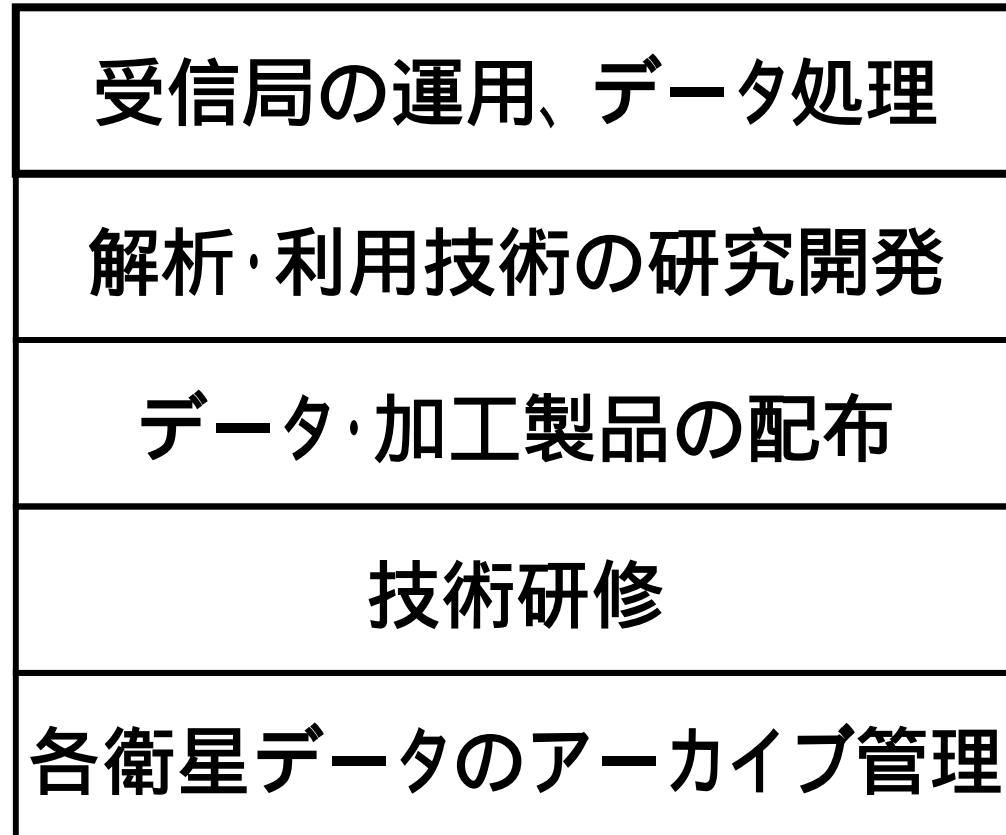 受信局の運用、データ処理
解析·利用技術の研究開発
データ·加工製品の配布
技術研修
各衛星データのアーカイブ管理